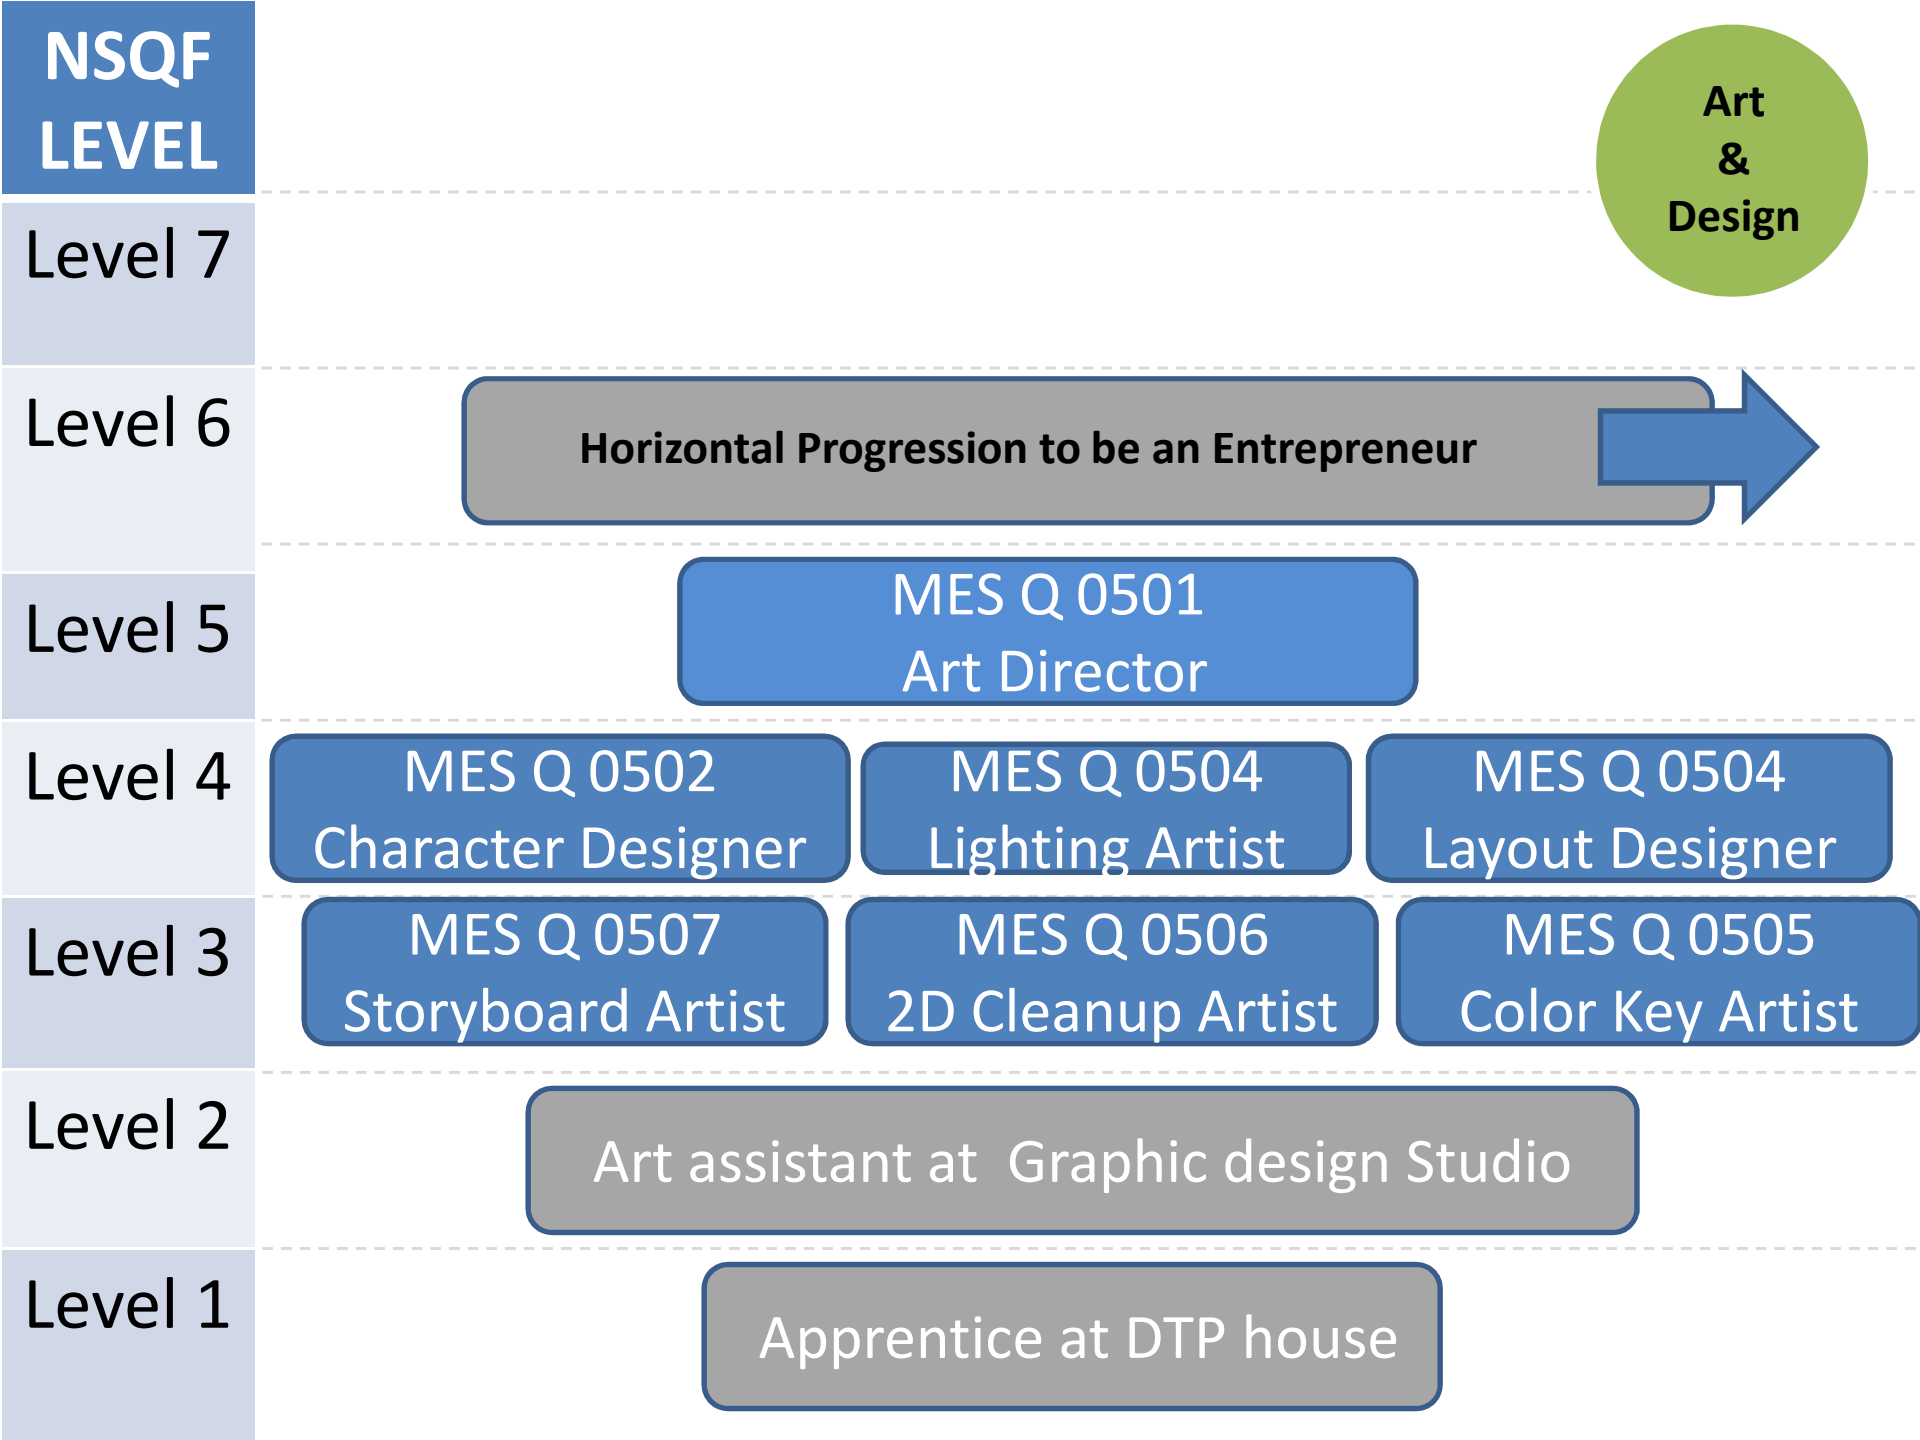 NSQF
LEVEL
Art
&
Design
Level 7
Level 6
Horizontal Progression to be an Entrepreneur
Level 5
MES Q 0501
Art Director
Level 4
MES Q 0502
Character Designer
MES Q 0504
Lighting Artist
MES Q 0504
Layout Designer
Level 3
MES Q 0507
Storyboard Artist
MES Q 0506
2D Cleanup Artist
MES Q 0505
Color Key Artist
Level 2
Art assistant at  Graphic design Studio
Level 1
Apprentice at DTP house